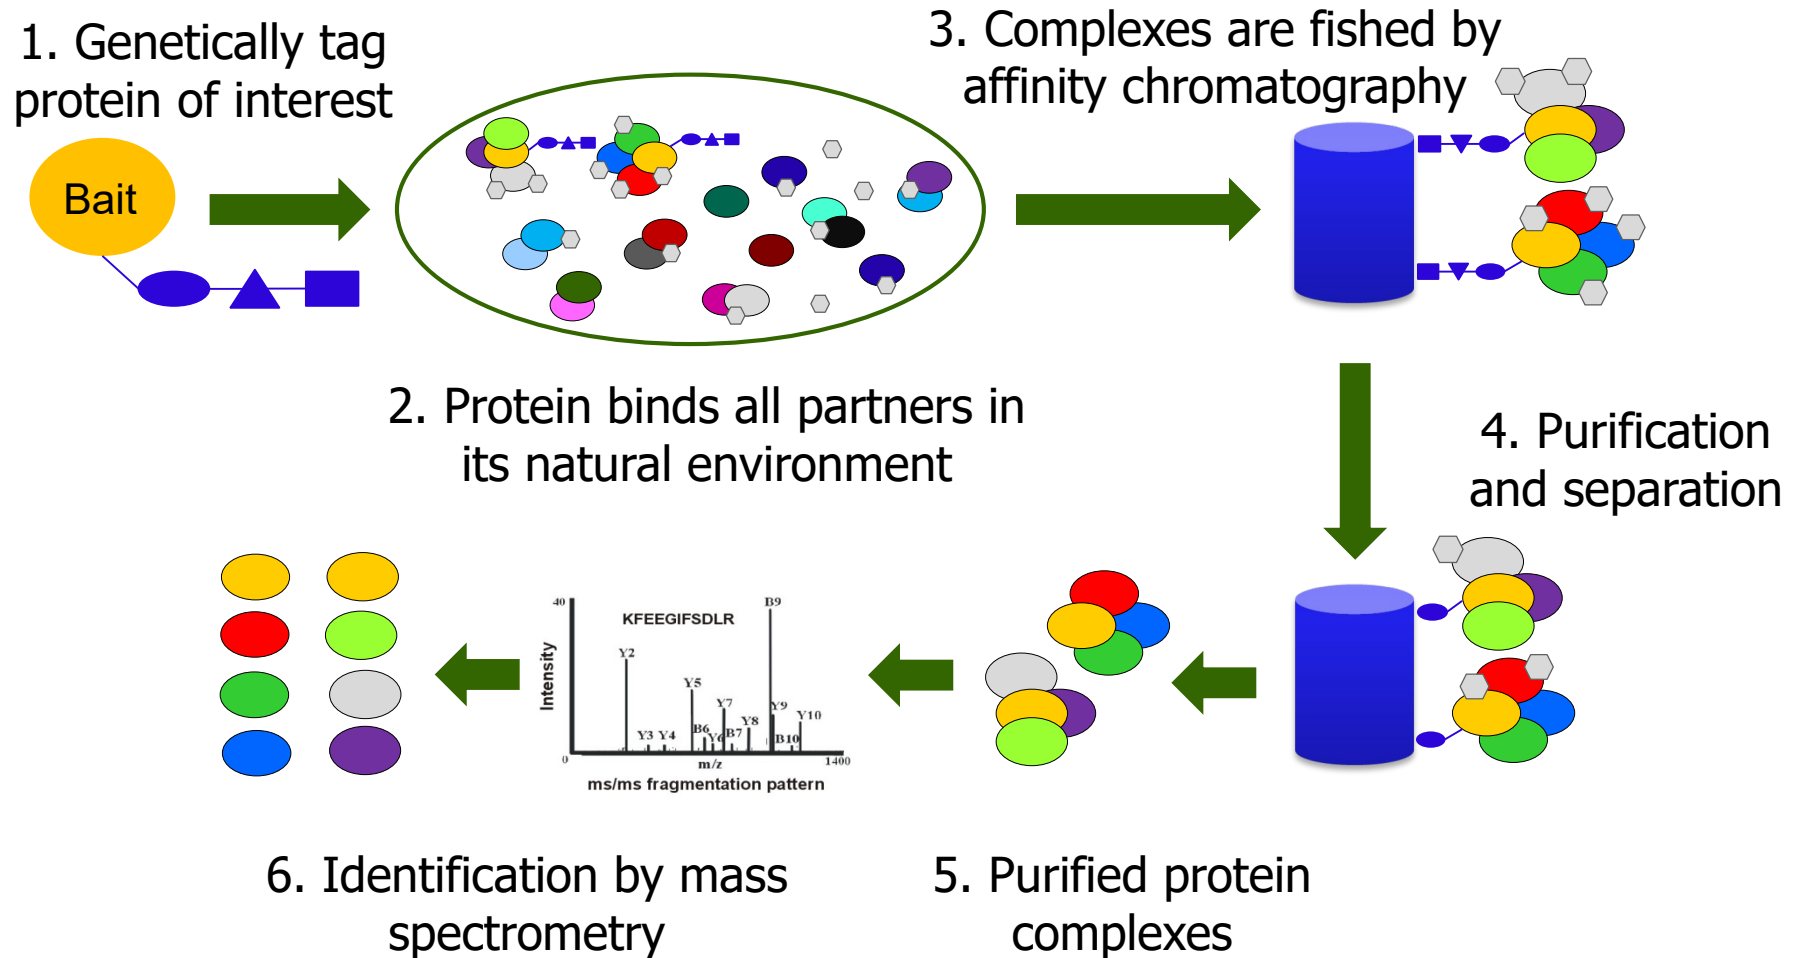 1. Genetically tag
protein of interest
Bait
2. Protein binds all partners in
its natural environment
3. Complexes are fished by
affinity chromatography
4. Purification
and separation
5. Purified protein
complexes
40
KFEEGIFSDLR
B9
Y2
Y5
Y7
Y9
Y10
Y8
B6
B7
Y3
Y4
Y6
B10
Intensity
0
m/z
1400
ms/ms fragmentation pattern
6. Identification by mass
spectrometry